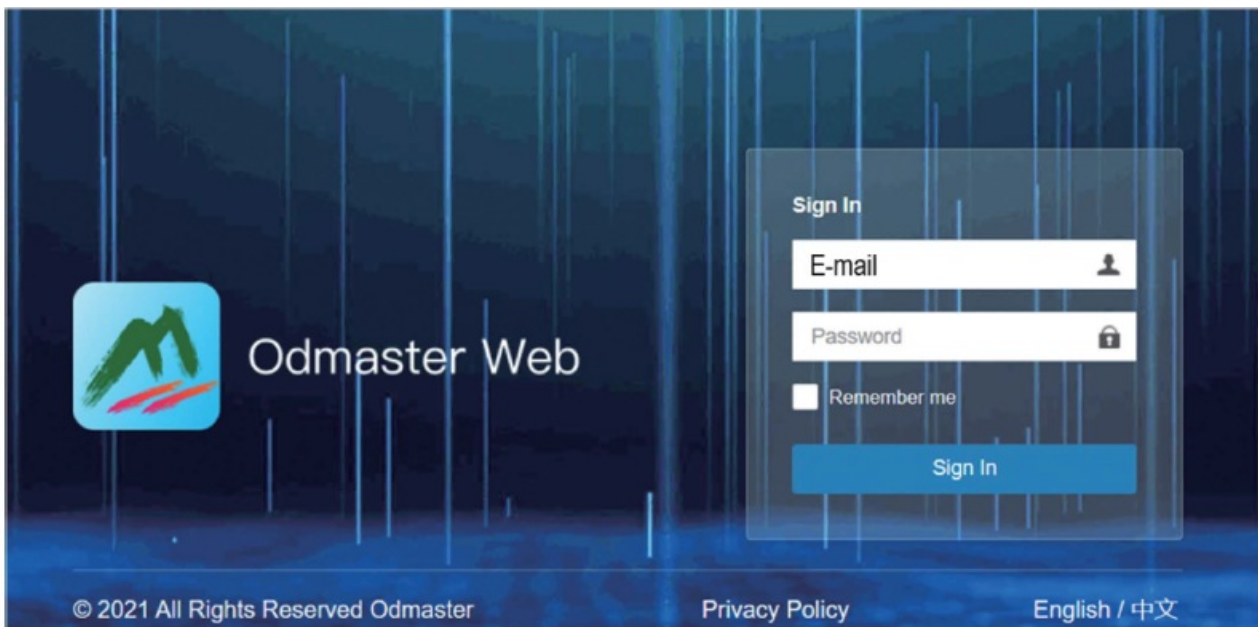 Sign In
E-mail
Password
Remember me
Sign In
Odmaster Web
© 2021 All Rights Reserved Odmaster
Privacy Policy
English / 中文